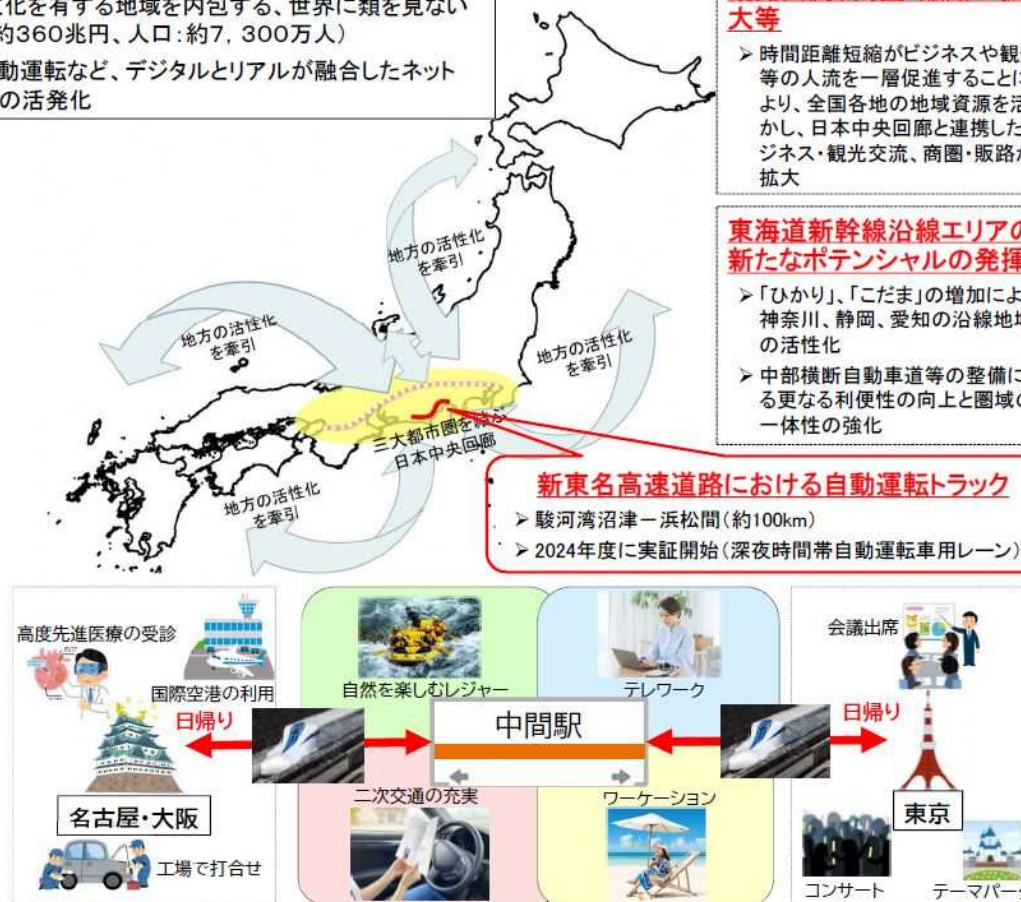 文化を有する地域を内包する、世界に類を見ない
約360兆円、人口:約7,300万人)
動運転など、デジタルとリアルが融合したネット
の活発化
大等
➢時間距離短縮がビジネスや観
等の人流を一層促進することに
より、全国各地の地域資源を活
かし、日本中央回廊と連携した
ジネス・観光交流、商圏・販路
拡大
東海道新幹線沿線エリアの
新たなポテンシャルの発揮
➢「ひかり」、「こだま」の増加によ
神奈川、静岡、愛知の沿線地域
の活性化
➢中部横断自動車道等の整備に
る更なる利便性の向上と圏域の
一体性の強化
地方の活性化
を牽引
地方の活性化
を牽引
地方の活性化
を牽引
三大都市圏を結ぶ
日本中央回廊
地方の活性化
を牽引
新東名高速道路における自動運転トラック
➢駿河湾沼津-浜松間(約100km)
➢2024年度に実証開始(深夜時間帯自動運転車用レーン)
高度先進医療の受診
国際空港の利用
日帰り
名古屋・大阪
工場で打合せ
自然を楽しむレジャー
テレワーク
中間駅
二次交通の充実
ワーケーション
会議出席
日帰り
東京
コンサート
テーマパーク